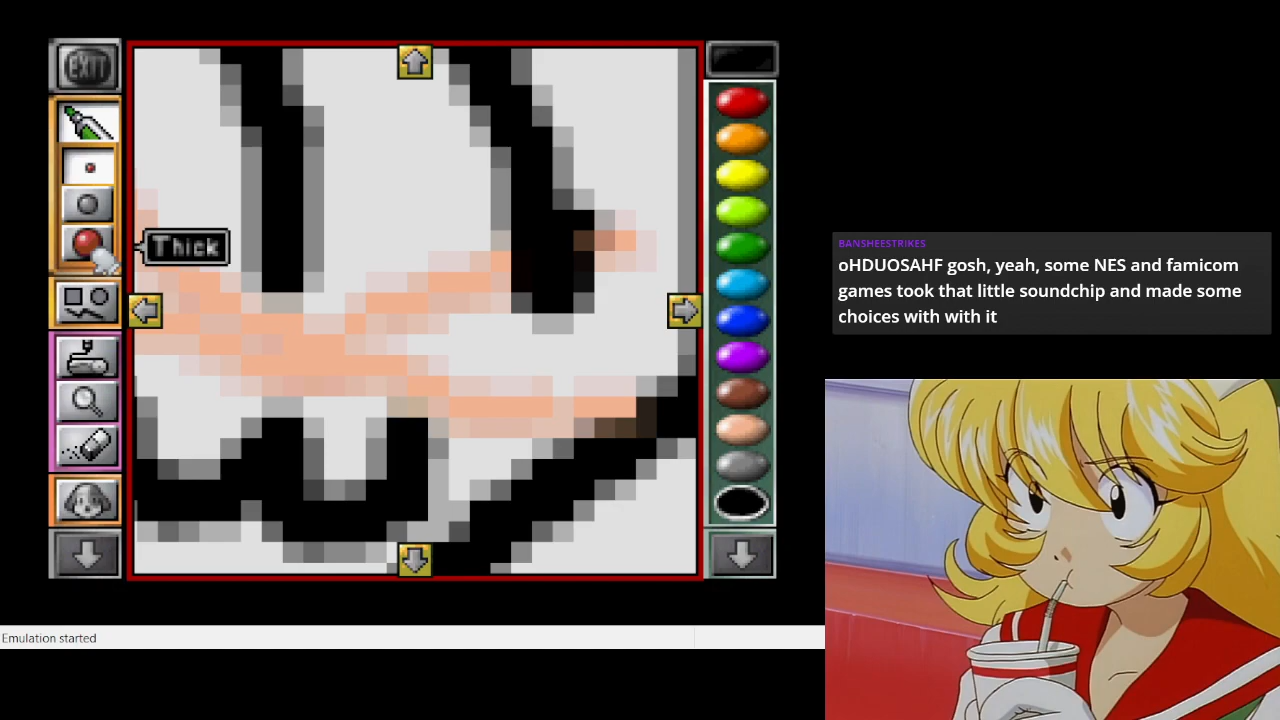 EXIT
Thick
BANSHEESTRIKES
oHDUOSAHF gosh, yeah, some NES and famicom
games took that little soundchip and made some
choices with with it
Emulation started